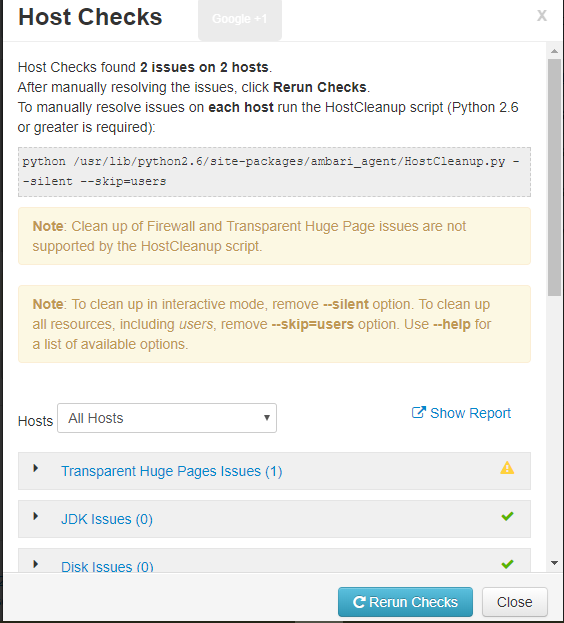 Host Checks
Google +1
x
Host Checks found 2 issues on 2 hosts.
After manually resolving the issues, click Rerun Checks.
To manually resolve issues on each host run the HostCleanup script (Python 2.6
or greater is required):
python /usr/lib/python2.6/site-packages/ambari_agent/HostCleanup.py -
-silent --skip=users
Note: Clean up of Firewall and Transparent Huge Page issues are not
supported by the HostCleanup script.
Note: To clean up in interactive mode, remove --silent option. To clean up
all resources, including users, remove --skip=users option. Use --help for
a list of available options.
Hosts All Hosts Show Report
Transparent Huge Pages Issues (1)
JDK Issues (0)
Disk Issues (0)
Rerun Checks Close